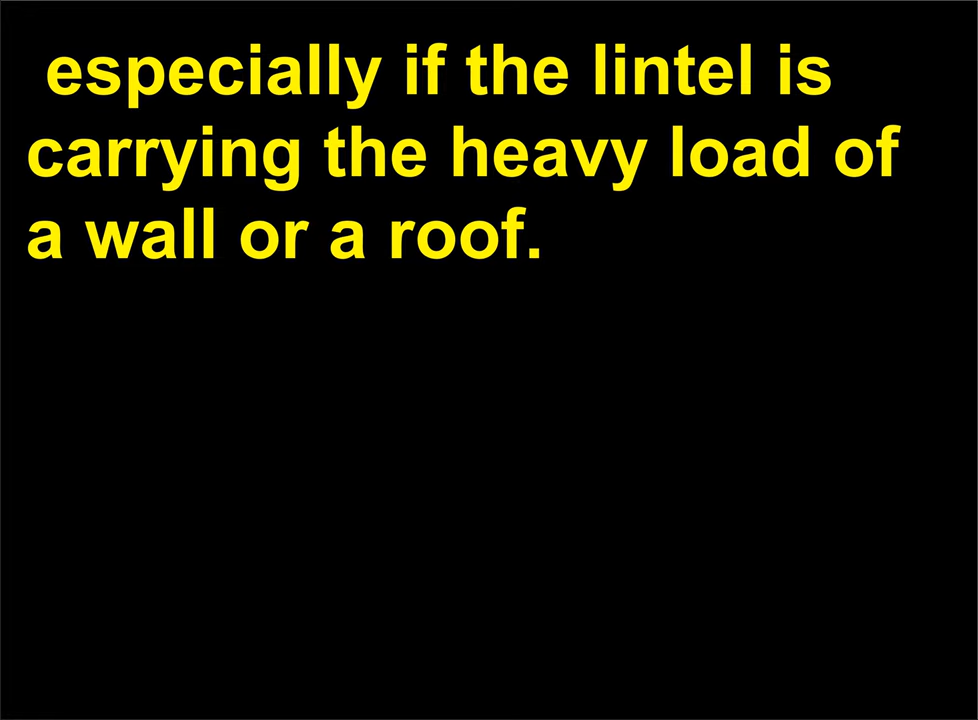 especially if the lintel is
carrying the heavy load of
a wall or a roof.